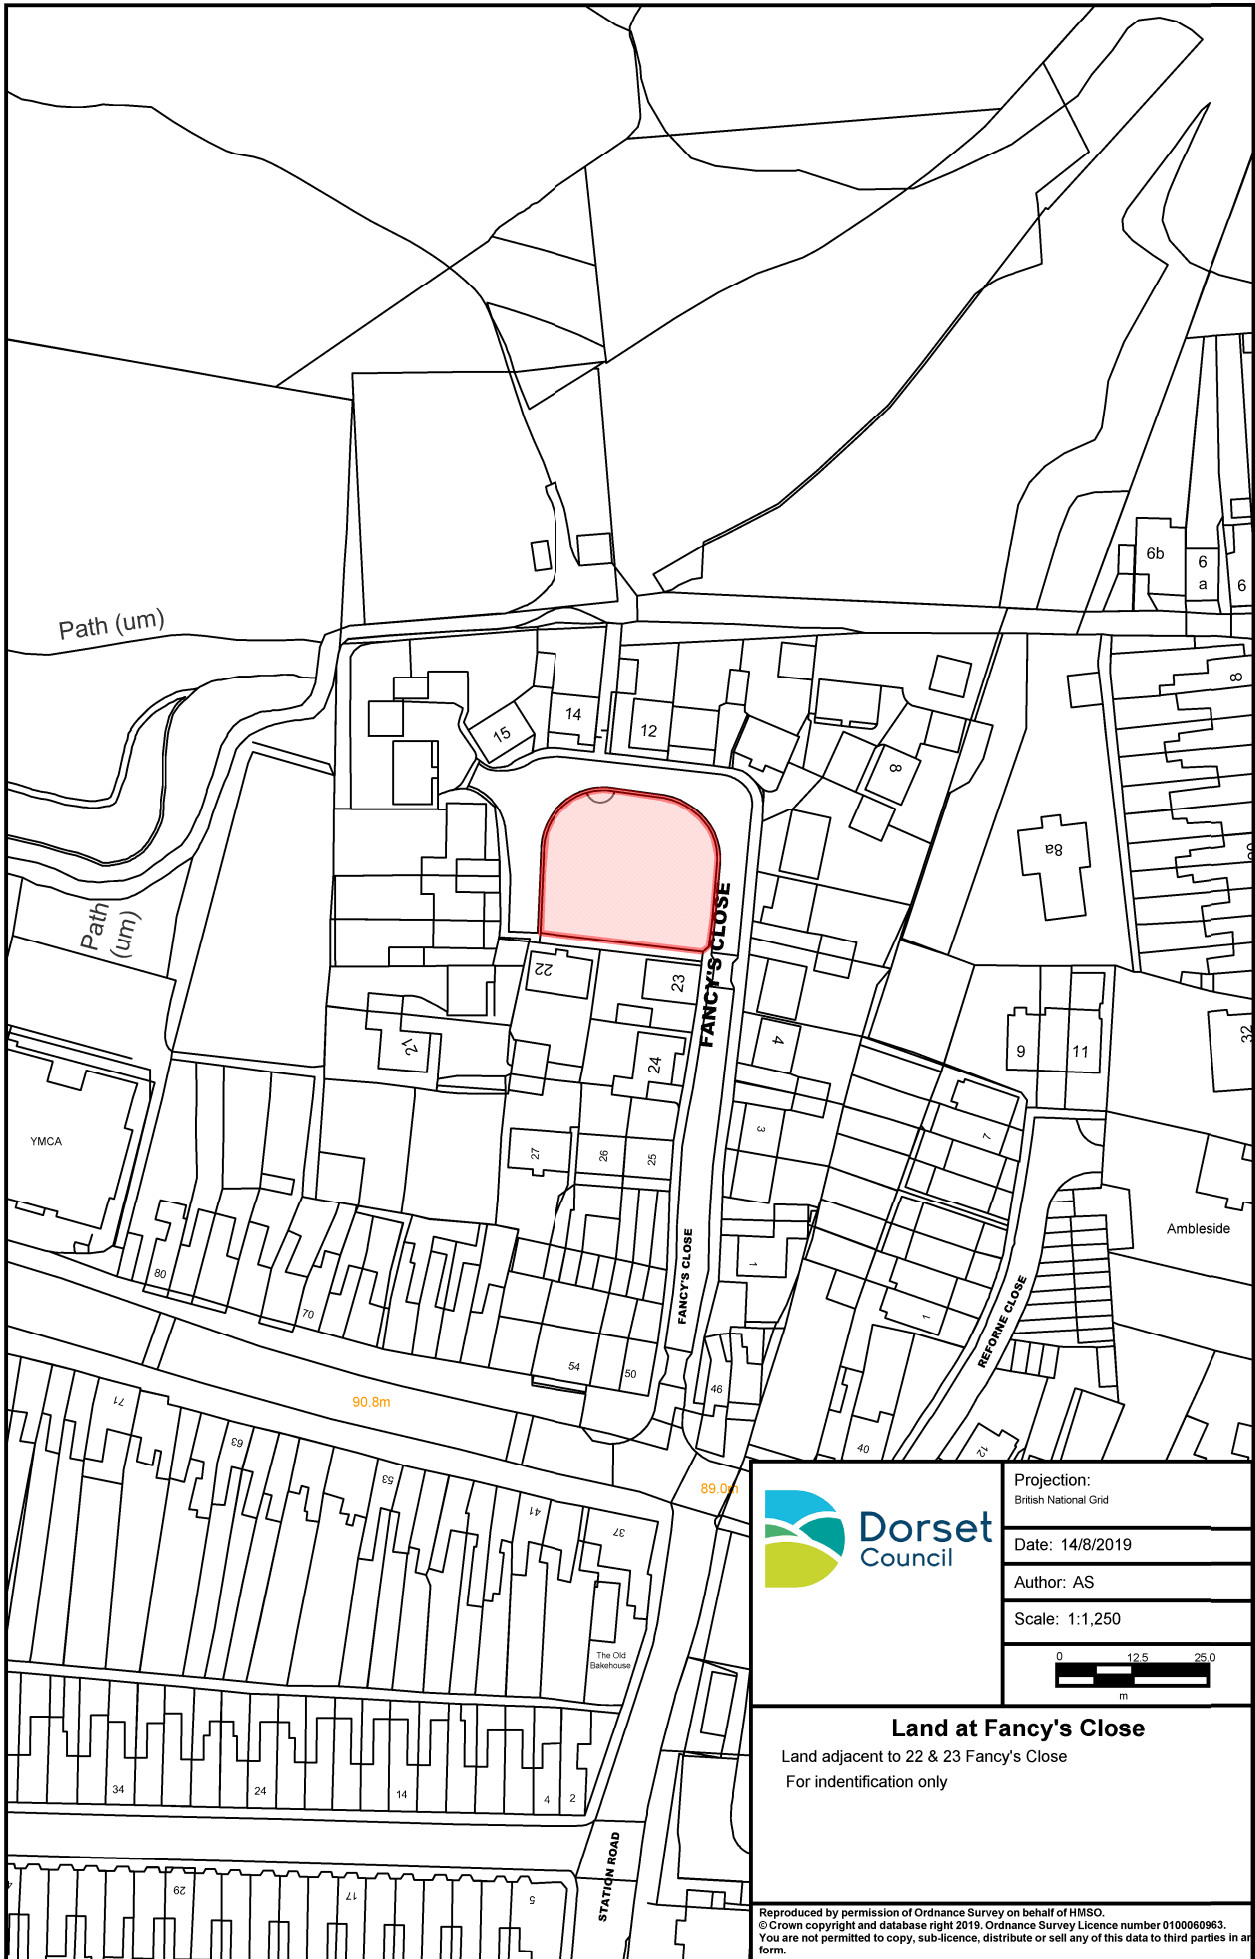 Path (um)
6b
6
a
6
8
14
15
12
8
8a
Path
(um)
FANCY'S CLOSE
22
23
24
4
9
11
32
YMCA
27
26
25
3
7
Ambleside
80
70
FANCY'S CLOSE
1
1
REFORNE CLOSE
54
50
46
40
12
71
90.8m
63
53
41
37
89.0m
The Old
Bakehouse
34
24
14
4
2
29
17
5
STATION ROAD
Dorset
Council
Projection:
British National Grid
Date: 14/8/2019
Author: AS
Scale: 1:1,250
0 12.5 25.0
m
Land at Fancy's Close
Land adjacent to 22 & 23 Fancy's Close
For indentification only
Reproduced by permission of Ordnance Survey on behalf of HMSO.
© Crown copyright and database right 2019. Ordnance Survey Licence number 0100060963.
You are not permitted to copy, sub-licence, distribute or sell any of this data to third parties in any
form.